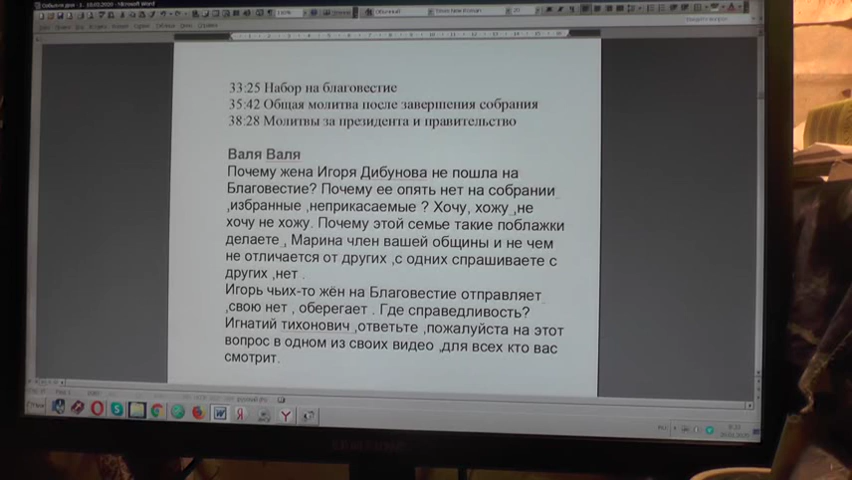 33:25 Набор на благовестие
35:42 Общая молитва после завершения собрания
38:28 Молитвы за президента и правительство
Валя Валя
Почему жена Игоря Дибунова не пошла на
Благовестие? Почему ее опять нет на собрании
,избранные ,неприкасаемые ? Хочу, хожу ,не
хочу не хожу. Почему этой семье такие поблажки
делаете , Марина член вашей общины и не чем
не отличается от других ,с одних спрашиваете с
других ,нет .
Игорь чьих-то жён на Благовестие отправляет
,свою нет , оберегает . Где справедливость?
Игнатий тихонович ,ответьте ,пожалуйста на этот
вопрос в одном из своих видео ,для всех кто вас
смотрит.